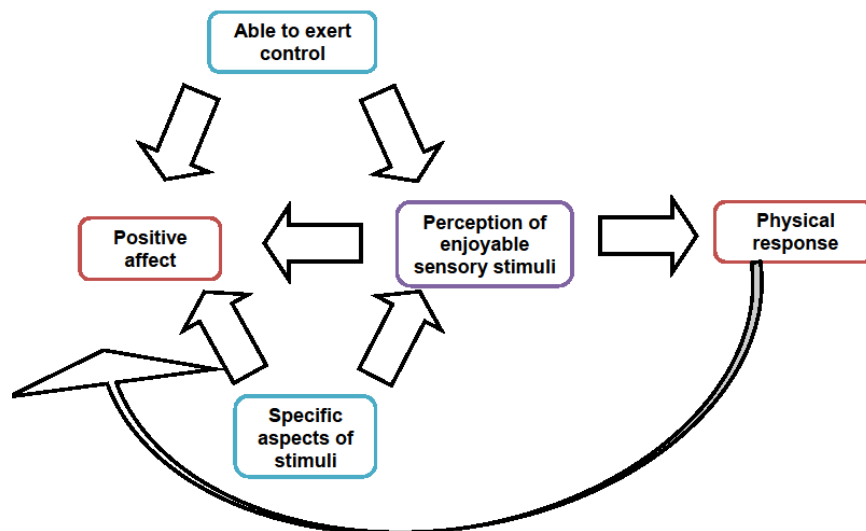 Able to exert
control
Positive
affect
Perception of
enjoyable
sensory stimuli
Physical
response
Specific
aspects of
stimuli